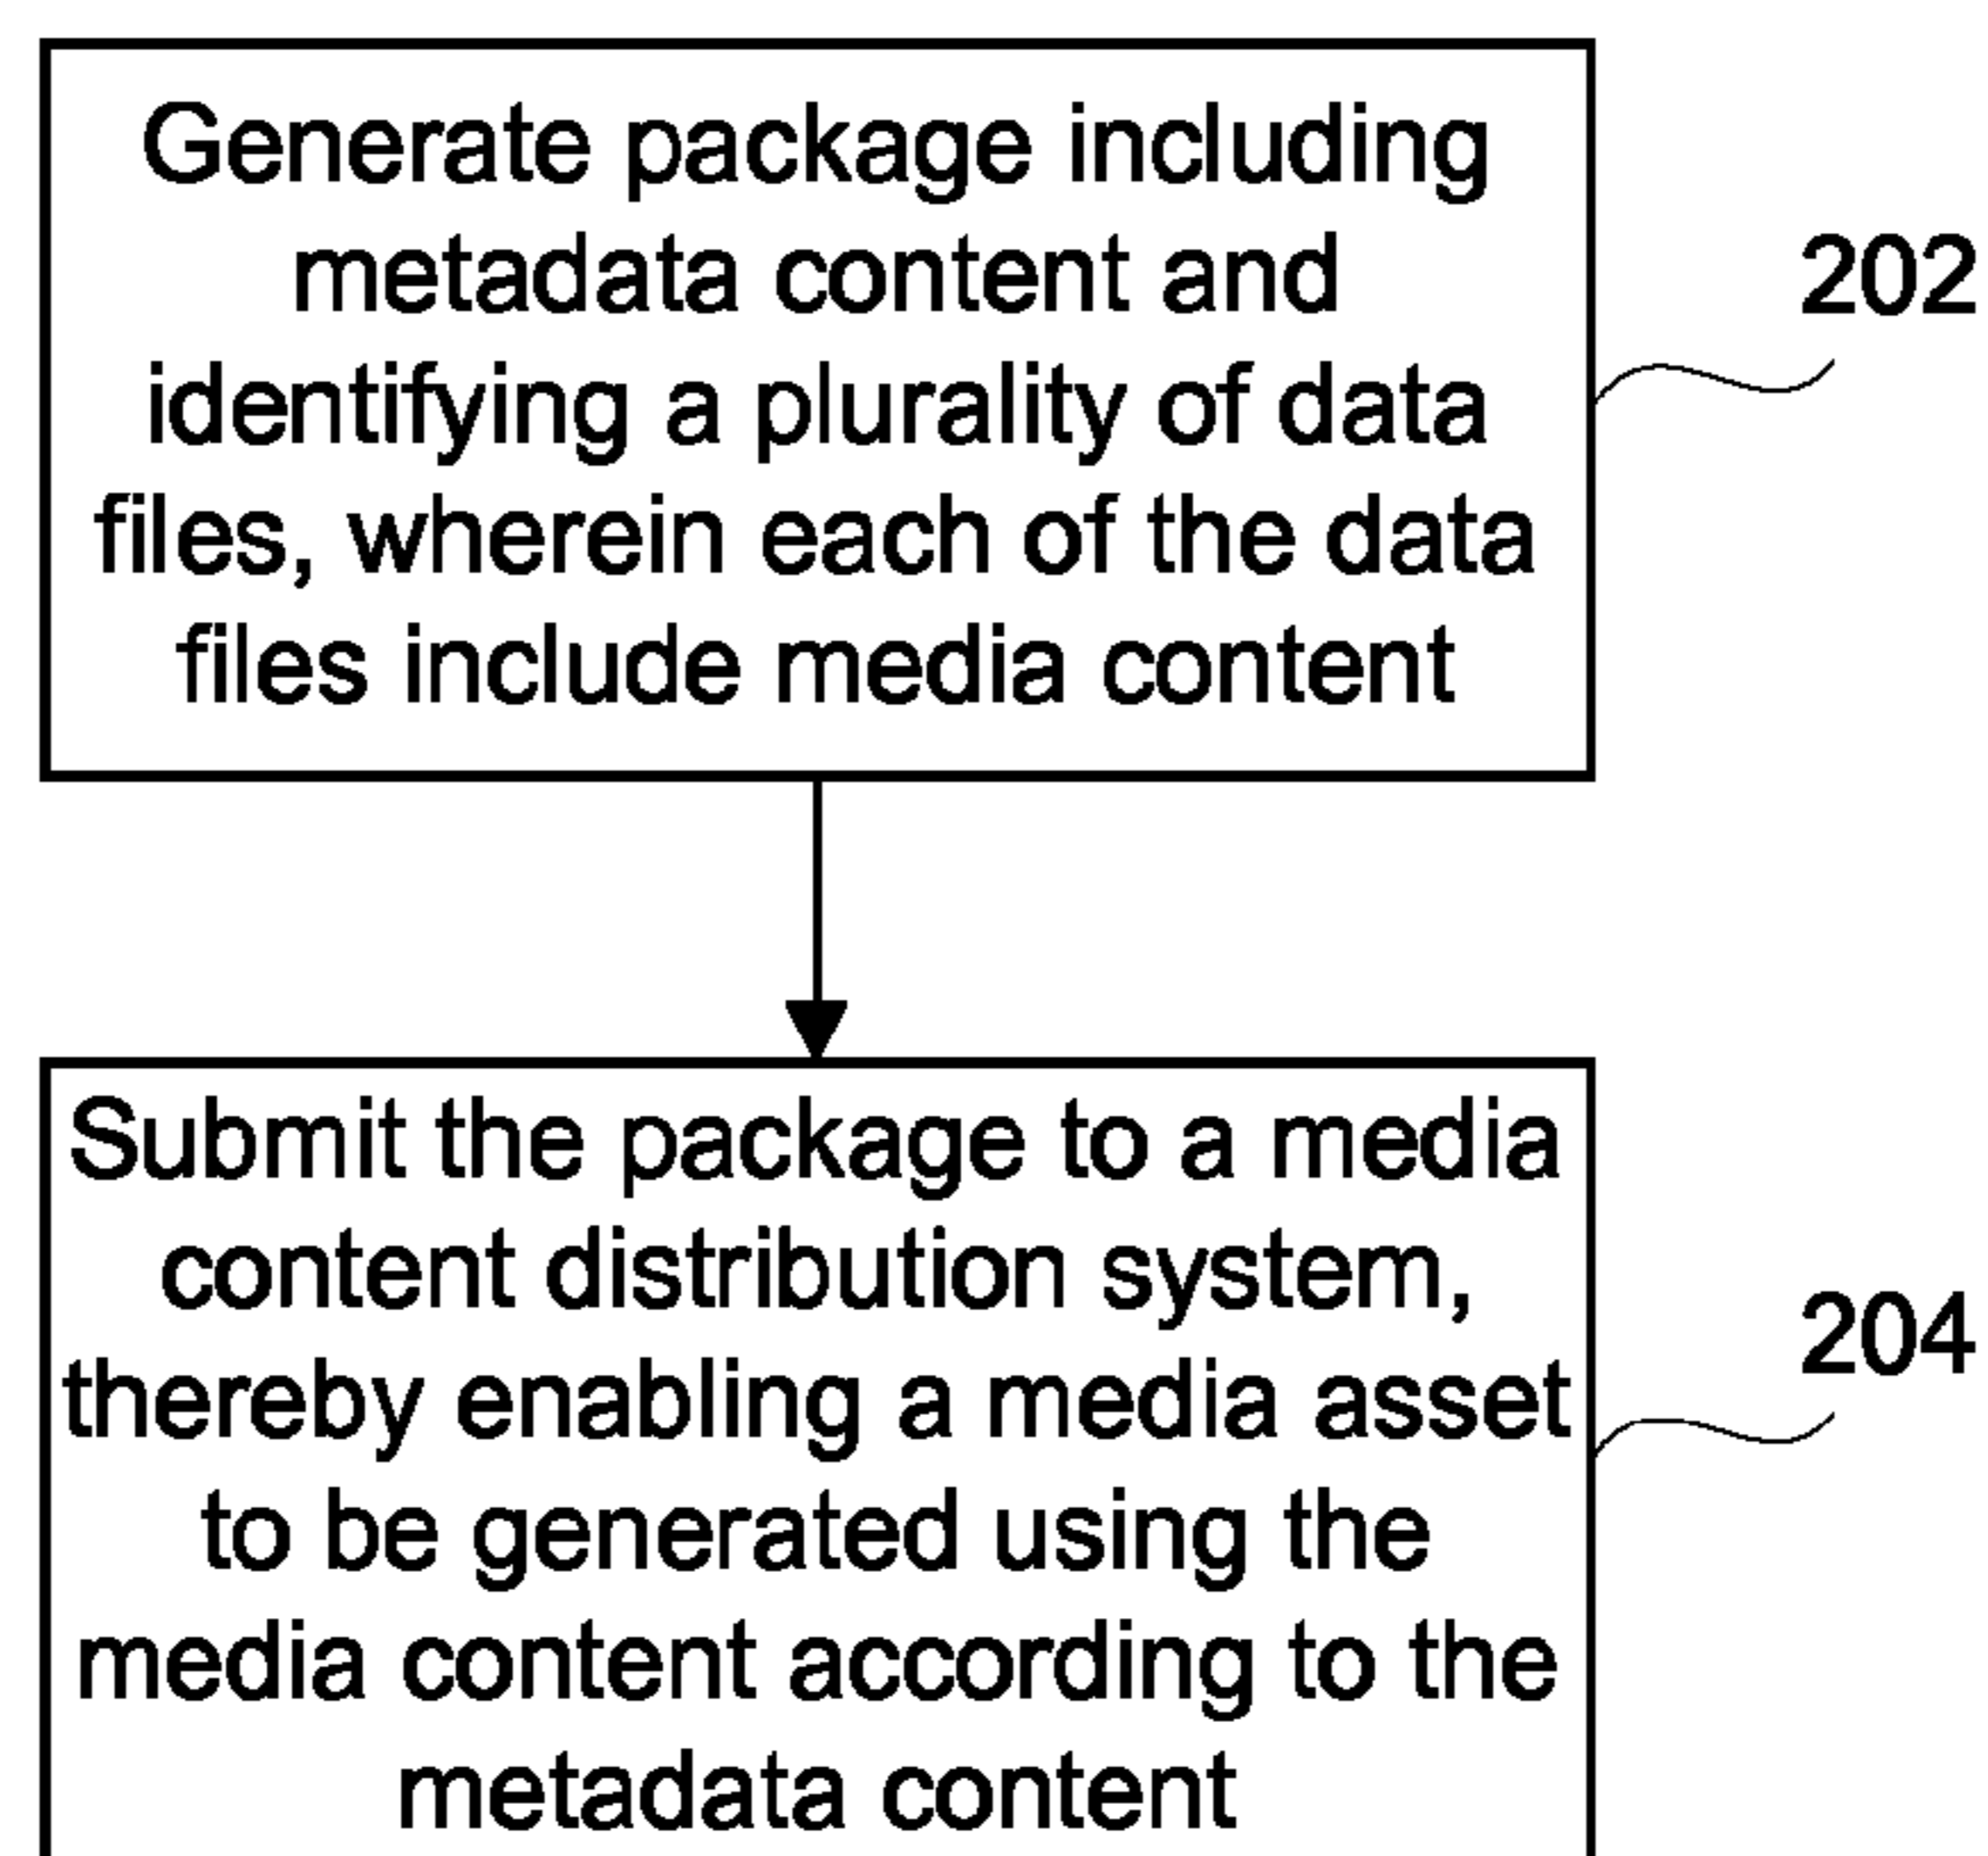 Generate package including
metadata content and
identifying a plurality of data
files, wherein each of the data
files include media content
202
Submit the package to a media
content distribution system,
thereby enabling a media asset
to be generated using the
media content according to the
metadata content
204